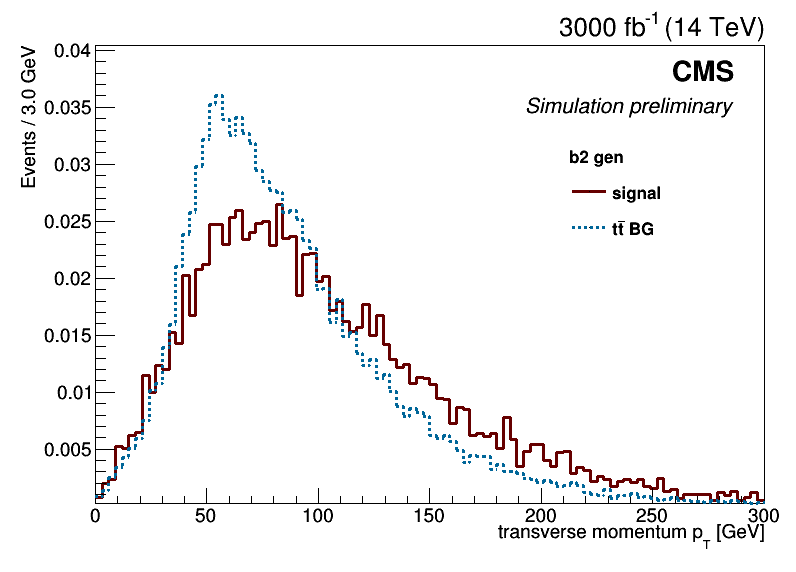 3000 fb-1 (14 TeV)
CMS
Simulation preliminary
b2 gen
signal
tt̄ BG
Events / 3.0 GeV
0.04
0.035
0.03
0.025
0.02
0.015
0.01
0.005
0 50 100 150 200 250 300
transverse momentum pT [GeV]